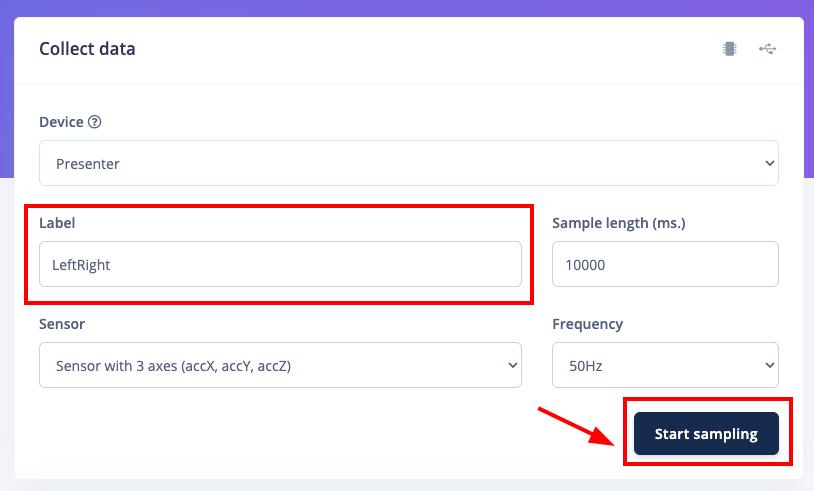 Collect data
Device
Presenter
Label
Sample length (ms.)
LeftRight
10000
Sensor
Frequency
Sensor with 3 axes (accX, accY, accZ)
50Hz
Start sampling